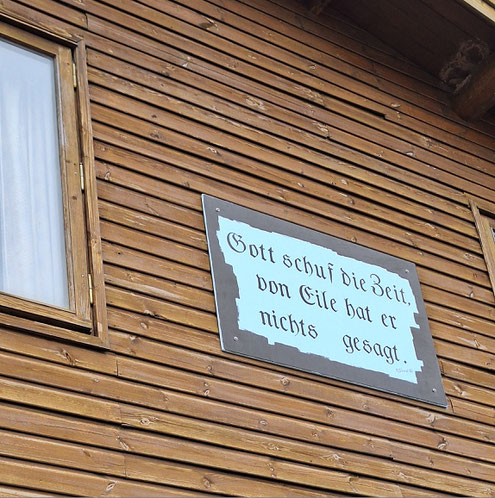 Gott schuf die Zeit,
von Eile hat er
nichts gesagt.